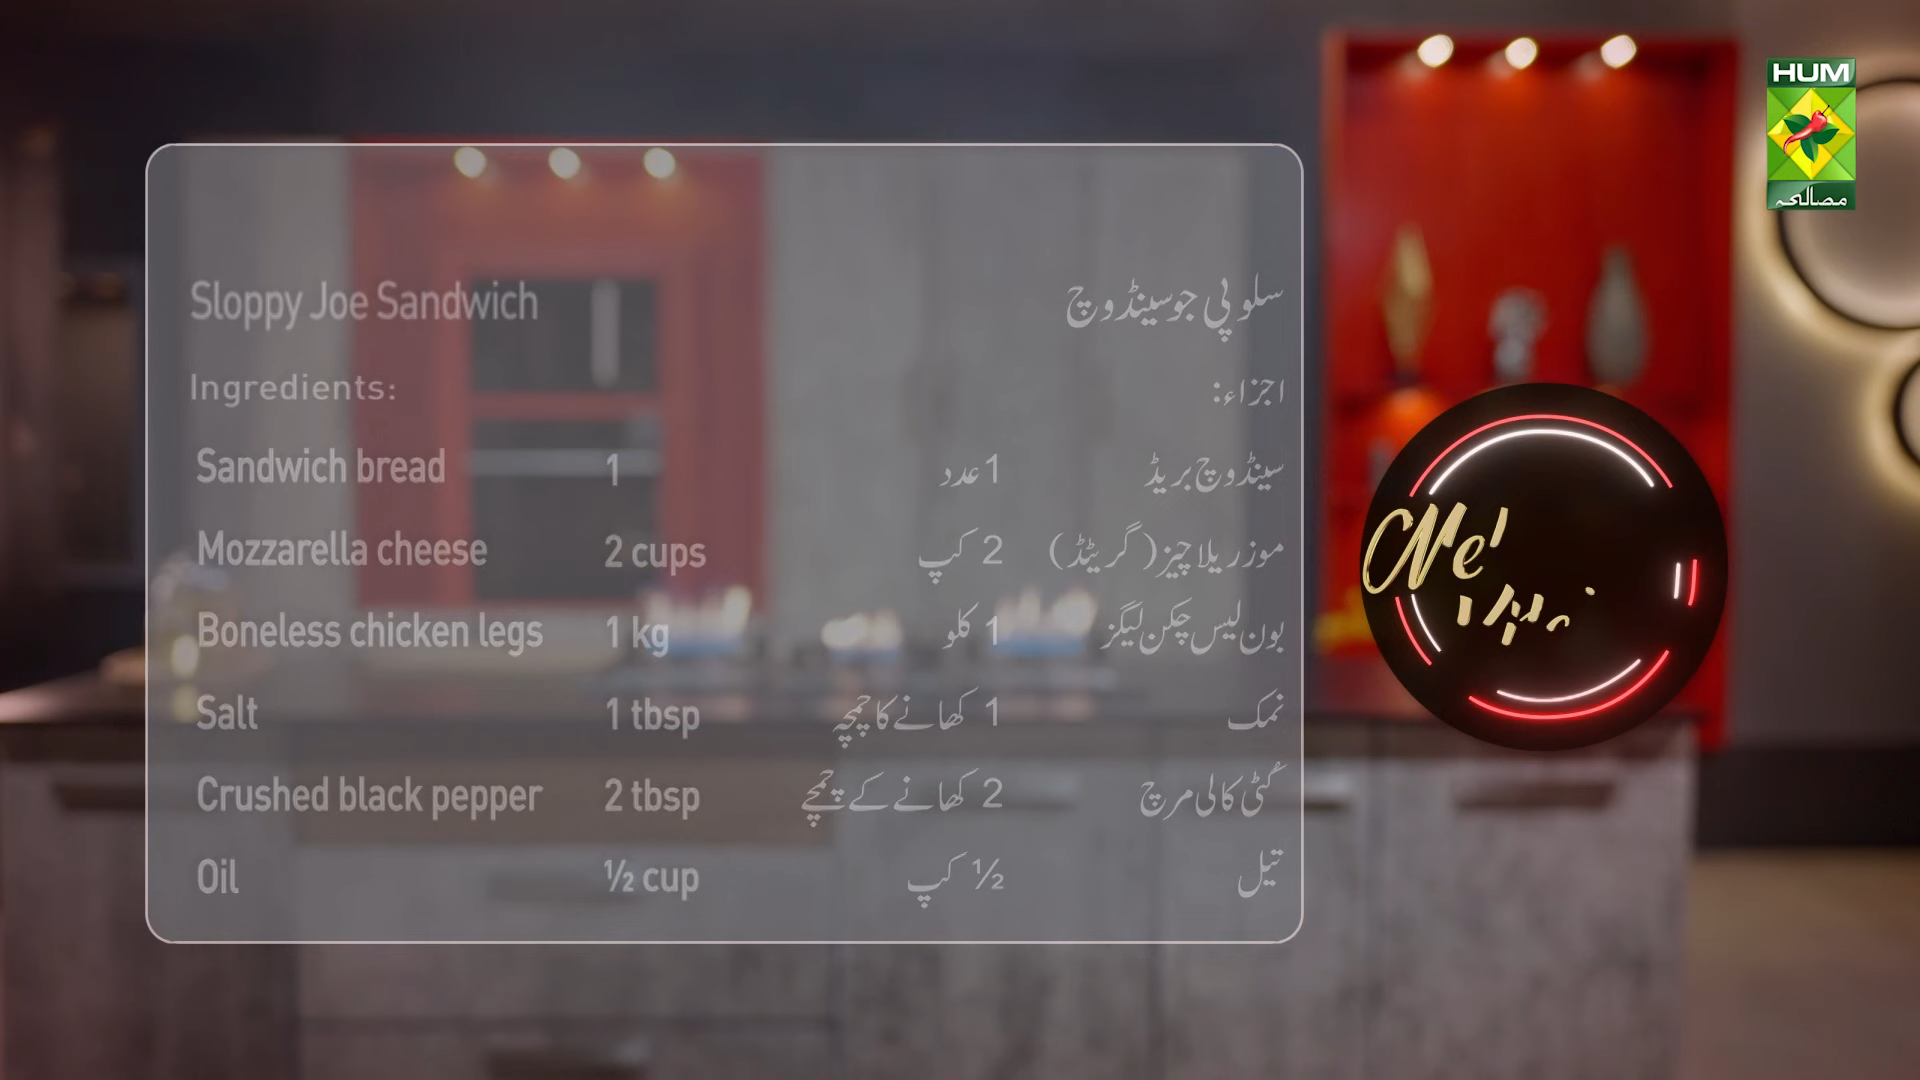 HUM
مصالحہ
Sloppy Joe Sandwich سلوپی جو سینڈوچ
Ingredients: اجزاء:
Sandwich bread 1 1 عدد سینڈوچ بریڈ
Mozzarella cheese 2 cups 2 کپ موزریلا چیز (گریٹڈ)
Boneless chicken legs 1 kg 1 کلو بون لیس چکن لیگز
Salt 1 tbsp 1 کھانے کا چمچہ نمک
Crushed black pepper 2 tbsp 2 کھانے کے چمچے کُٹی کالی مرچ
Oil ½ cup ½ کپ تیل